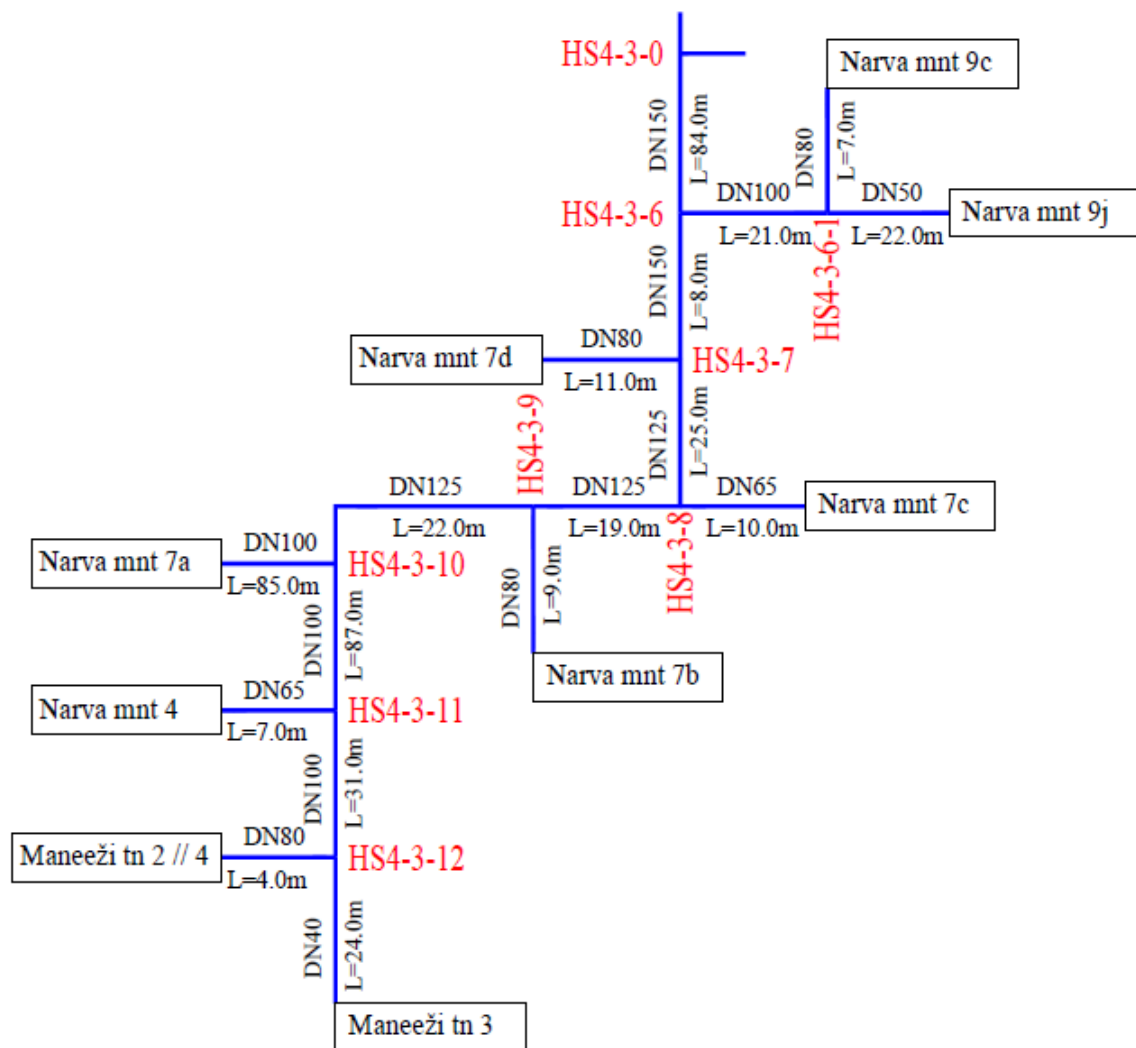 HS4-3-0
Narva mnt 9c
DN150
L=84.0m
DN80
L=7.0m
DN100
DN50
HS4-3-6
Narva mnt 9j
L=21.0m
L=22.0m
HS4-3-6-1
DN150
L=8.0m
DN80
Narva mnt 7d
HS4-3-7
L=11.0m
HS4-3-9
DN125
L=25.0m
DN125
DN125
DN65
Narva mnt 7c
L=22.0m
L=19.0m
L=10.0m
HS4-3-8
DN100
Narva mnt 7a
HS4-3-10
L=85.0m
DN80
L=9.0m
DN100
L=87.0m
Narva mnt 7b
DN65
Narva mnt 4
HS4-3-11
L=7.0m
DN100
L=31.0m
DN80
Maneeži tn 2 // 4
HS4-3-12
L=4.0m
DN40
L=24.0m
Maneeži tn 3